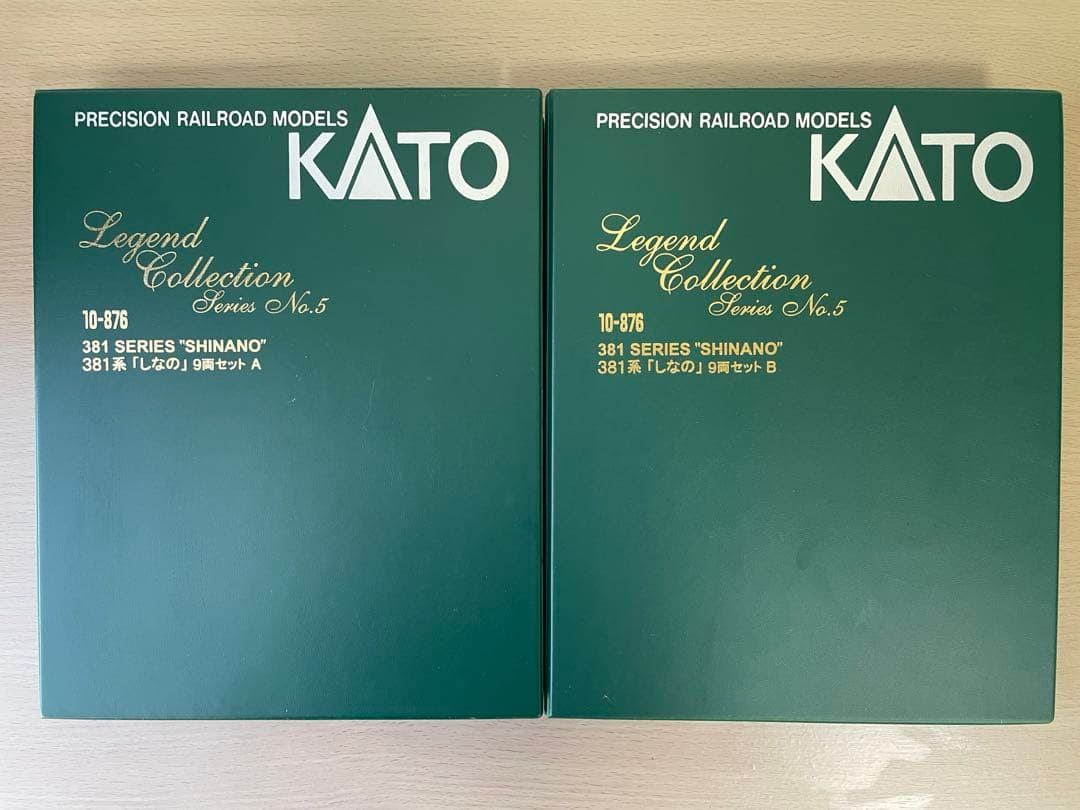 PRECISION RAILROAD MODELS
KATO
Legend
Collection
Series No.5
10-876
381 SERIES "SHINANO"
381系「しなの」9両セット A
PRECISION RAILROAD MODELS
KATO
Legend
Collection
Series No.5
10-876
381 SERIES "SHINANO"
381系「しなの」9両セット B